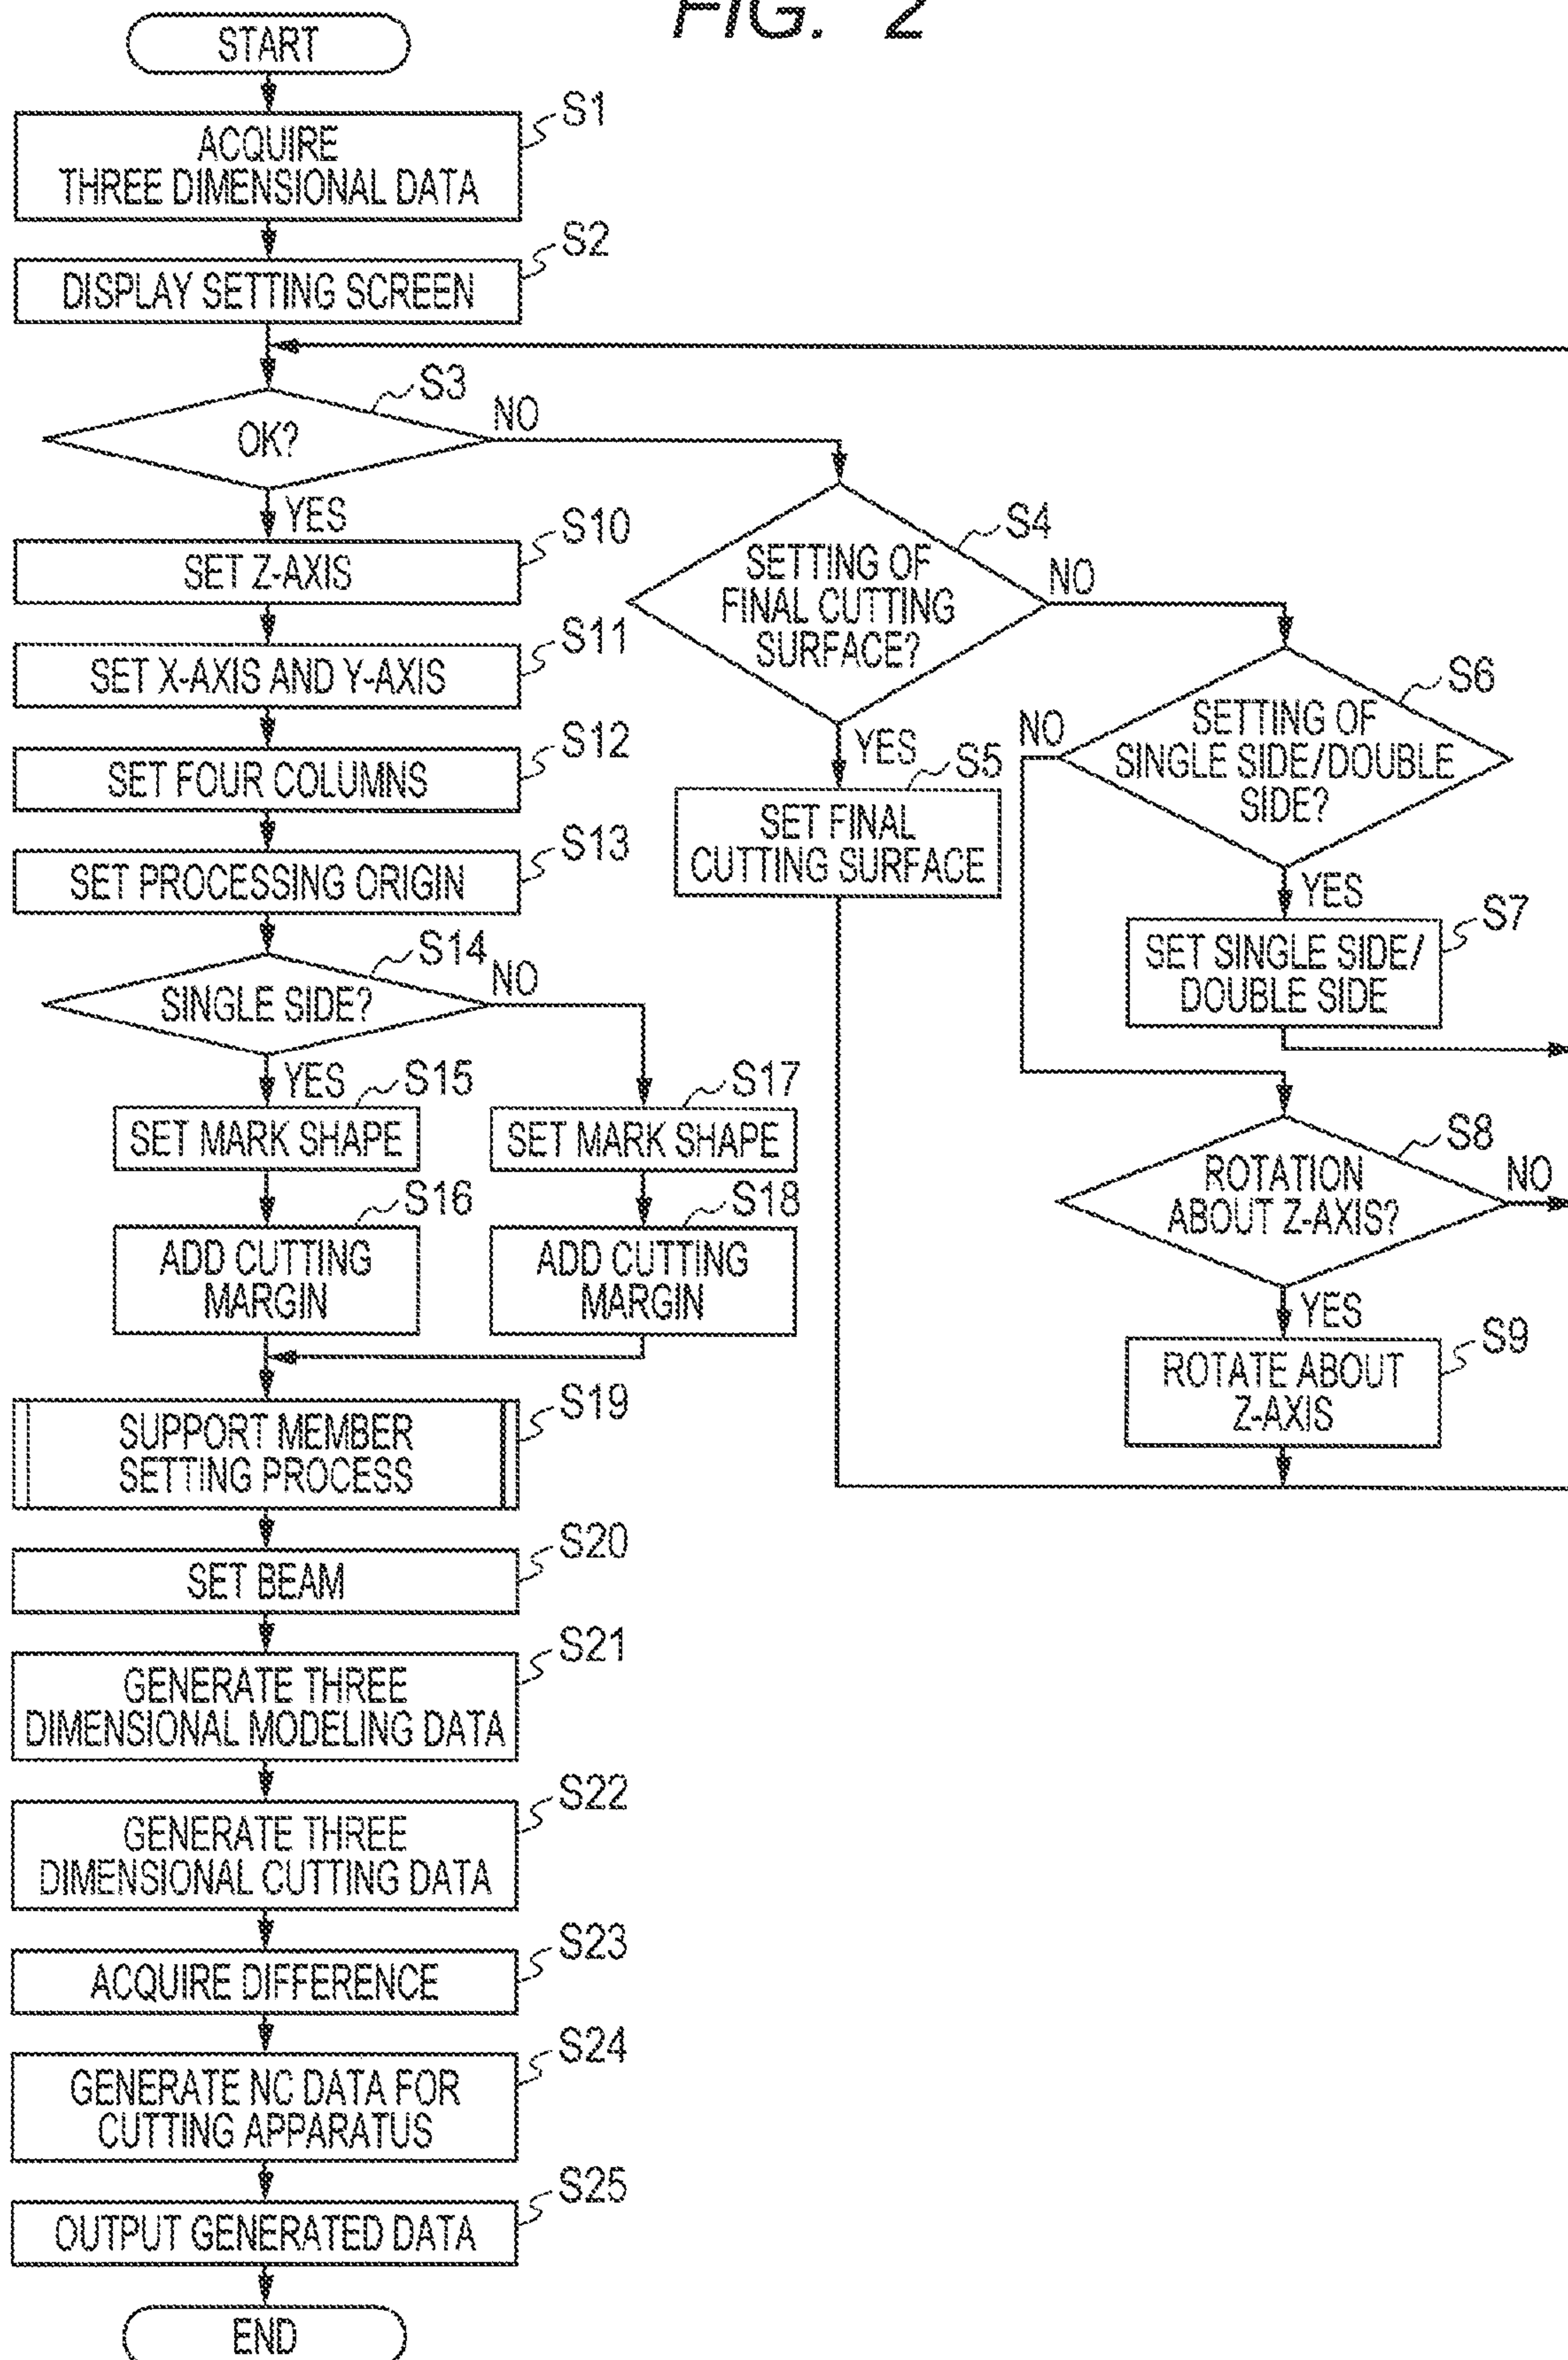 FIG. 2
START
S1
ACQUIRE
THREE DIMENSIONAL DATA
S2
DISPLAY SETTING SCREEN
S3
OK?
NO
YES
S4
SETTING OF
FINAL CUTTING
SURFACE?
NO
YES
S5
SET FINAL
CUTTING SURFACE
S6
SETTING OF
SINGLE SIDE/DOUBLE
SIDE?
NO
YES
S7
SET SINGLE SIDE/
DOUBLE SIDE
S8
ROTATION
ABOUT Z-AXIS?
NO
YES
S9
ROTATE ABOUT
Z-AXIS
S10
SET Z-AXIS
S11
SET X-AXIS AND Y-AXIS
S12
SET FOUR COLUMNS
S13
SET PROCESSING ORIGIN
S14
SINGLE SIDE?
NO
YES
S15
SET MARK SHAPE
S16
ADD CUTTING
MARGIN
S17
SET MARK SHAPE
S18
ADD CUTTING
MARGIN
S19
SUPPORT MEMBER
SETTING PROCESS
S20
SET BEAM
S21
GENERATE THREE
DIMENSIONAL MODELING DATA
S22
GENERATE THREE
DIMENSIONAL CUTTING DATA
S23
ACQUIRE DIFFERENCE
S24
GENERATE NC DATA FOR
CUTTING APPARATUS
S25
OUTPUT GENERATED DATA
END